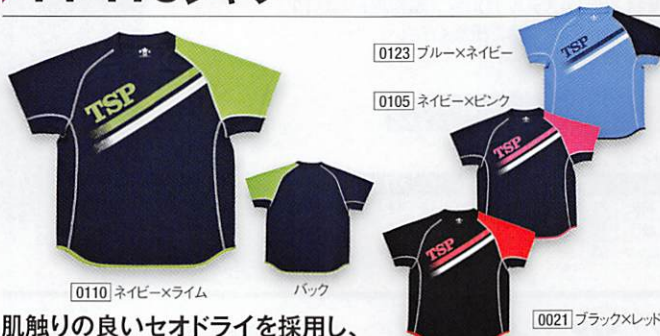 TSP
0123 ブルー×ネイビー
TSP
0105 ネイビー×ピンク
TSP
TSP
0110 ネイビー×ライム
バック
0021 ブラック×レッド
肌触りの良いセオドライを採用し、